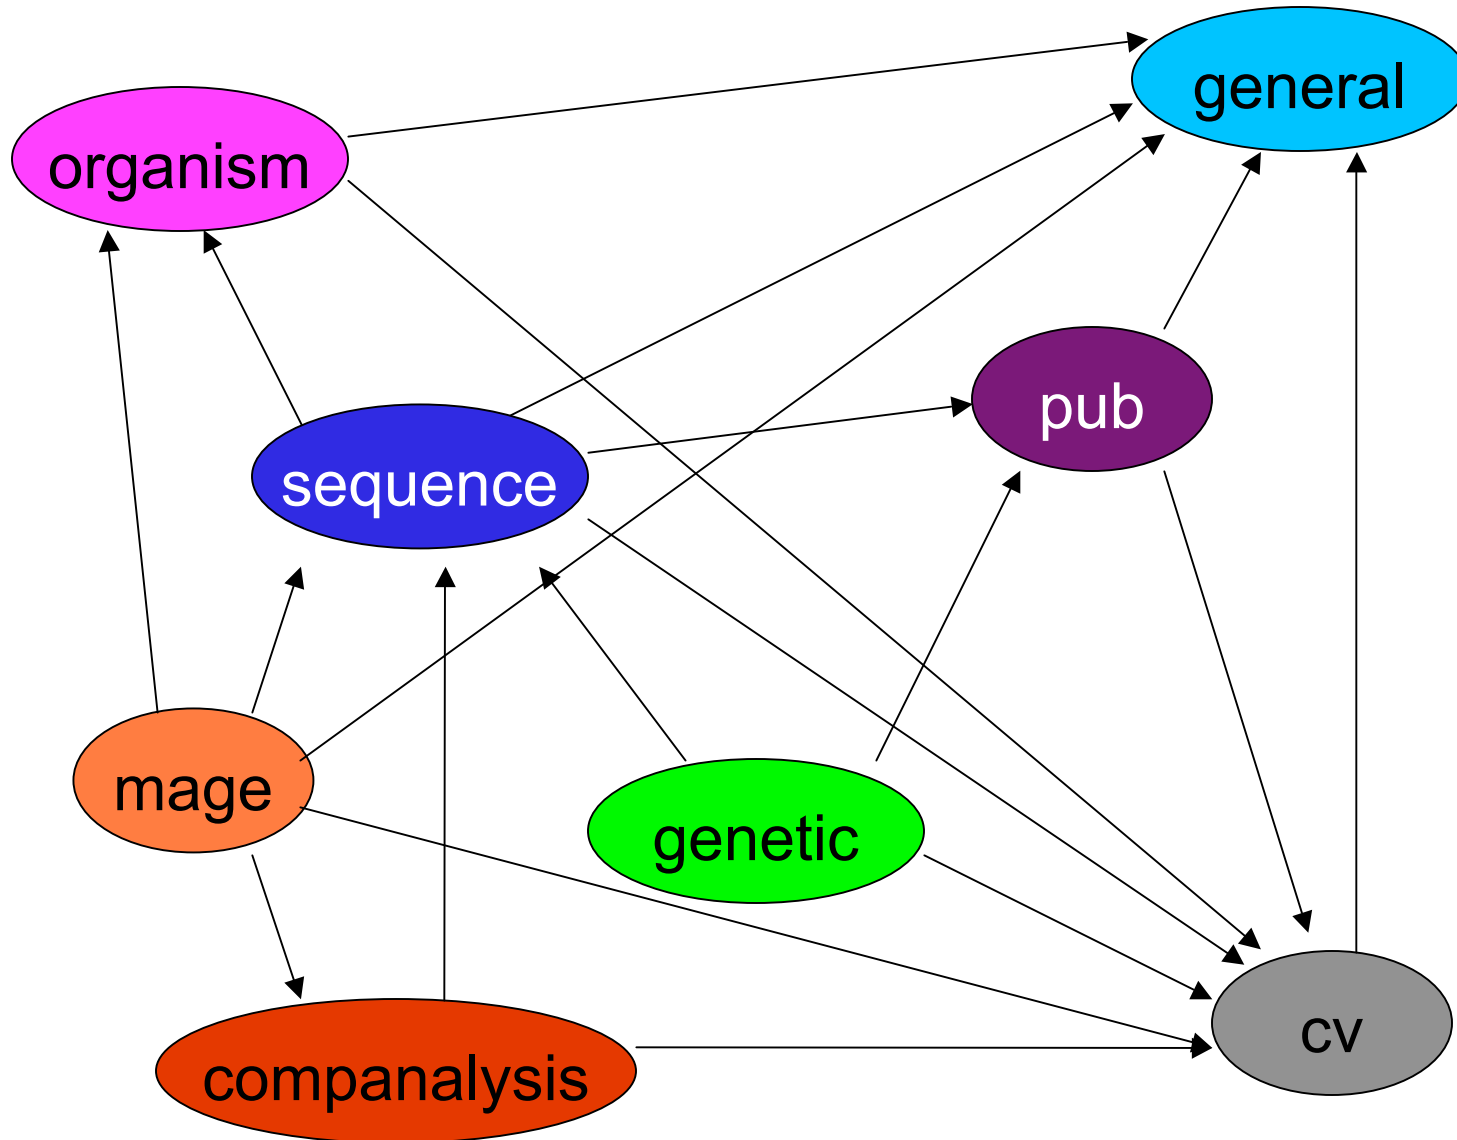 general
organism
pub
sequence
mage
genetic
cv
companalysis